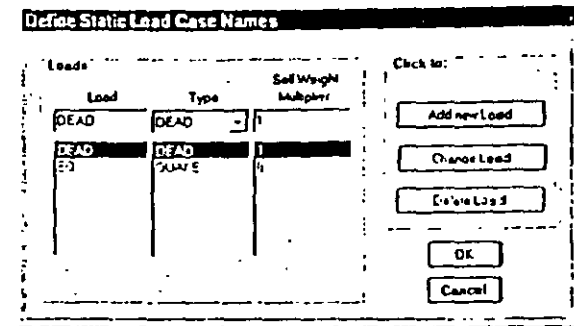 Define Static Load Case Names
Loads
Click to:
Load Type Self Weight Multiplier
DEAD DEAD 1
DEAD DEAD 1
EQ QUAKE
Add new Load
Change Load
Delete Load
OK
Cancel